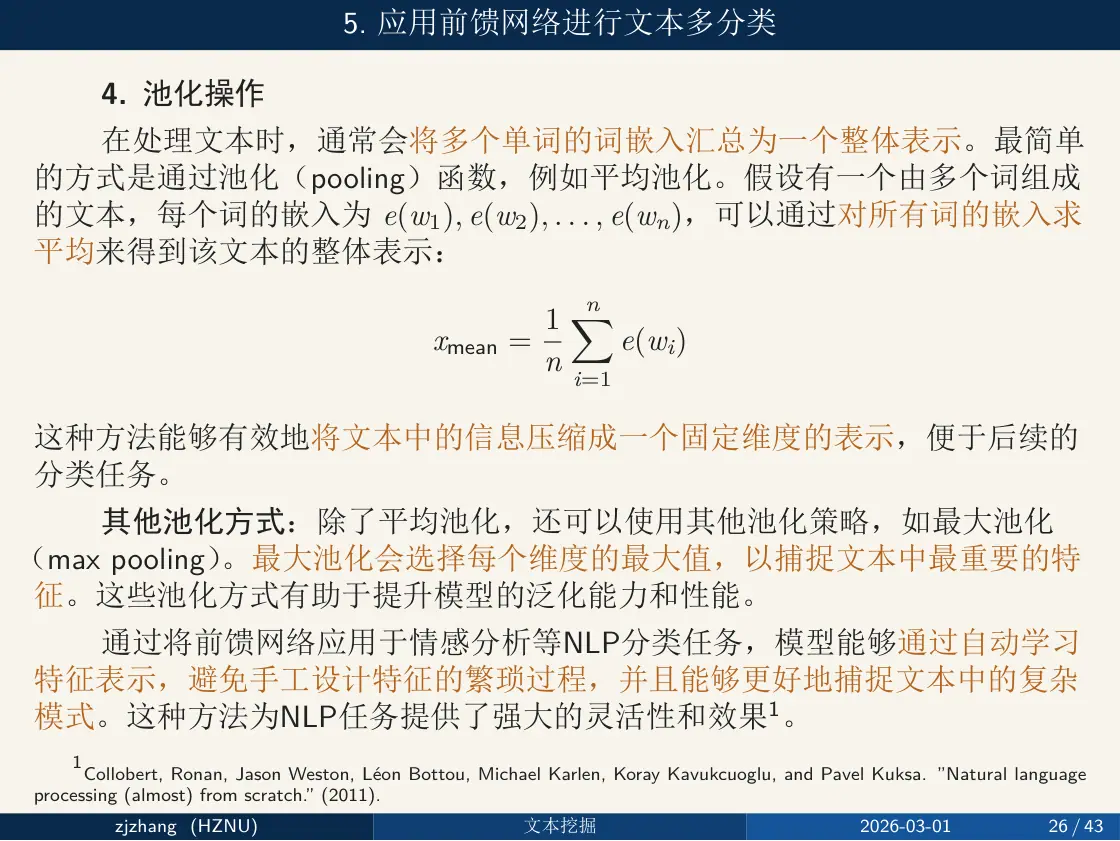 5. 应用前馈网络进行文本多分类
4. 池化操作
在处理文本时，通常会将多个单词的词嵌入汇总为一个整体表示。最简单
的方式是通过池化（pooling）函数，例如平均池化。假设有一个由多个词组成
的文本，每个词的嵌入为 e(w₁), e(w₂), . . . , e(wₙ)，可以通过对所有词的嵌入求
平均来得到该文本的整体表示：
x_mean = \frac{1}{n} \sum_{i=1}^{n} e(w_i)
这种方法能够有效地将文本中的信息压缩成一个固定维度的表示，便于后续的
分类任务。
其他池化方式：除了平均池化，还可以使用其他池化策略，如最大池化
（max pooling）。最大池化会选择每个维度的最大值，以捕捉文本中最重要的特
征。这些池化方式有助于提升模型的泛化能力和性能。
通过将前馈网络应用于情感分析等NLP分类任务，模型能够通过自动学习
特征表示，避免手工设计特征的繁琐过程，并且能够更好地捕捉文本中的复杂
模式。这种方法为NLP任务提供了强大的灵活性和效果¹。
¹Collobert, Ronan, Jason Weston, Léon Bottou, Michael Karlen, Koray Kavukcuoglu, and Pavel Kuksa. ”Natural language
processing (almost) from scratch.” (2011).
zjzhang (HZNU) 文本挖掘 2026-03-01 26 / 43